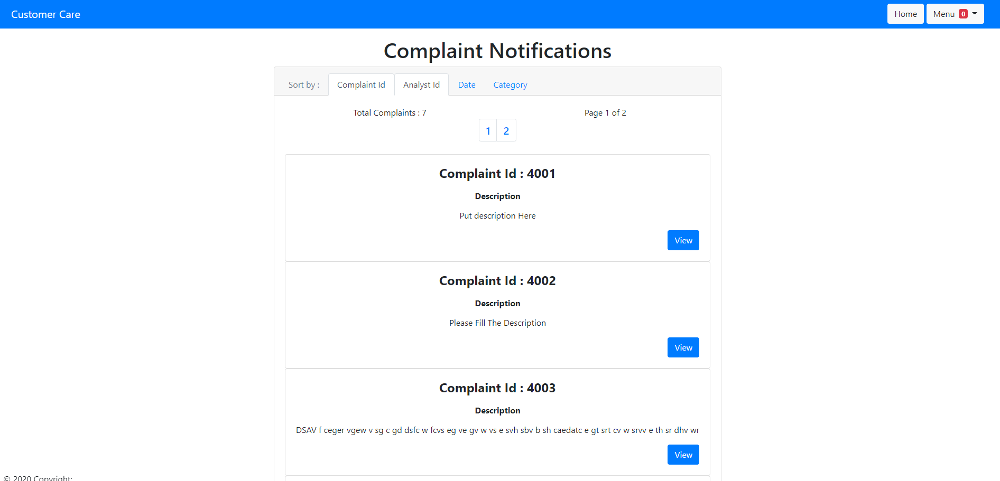 Customer Care
Home
Menu 0
Complaint Notifications
Sort by : Complaint Id Analyst Id Date Category
Total Complaints : 7 Page 1 of 2
1 2
Complaint Id : 4001
Description
Put description Here
View
Complaint Id : 4002
Description
Please Fill The Description
View
Complaint Id : 4003
Description
DSAV f ceger vgew v sg c gd dsfc w fcvs eg ve gv w vs e svh sbv b sh caedatc e gt srt cv w srvv e th sr dhv wr
View
© 2020 Copyright: